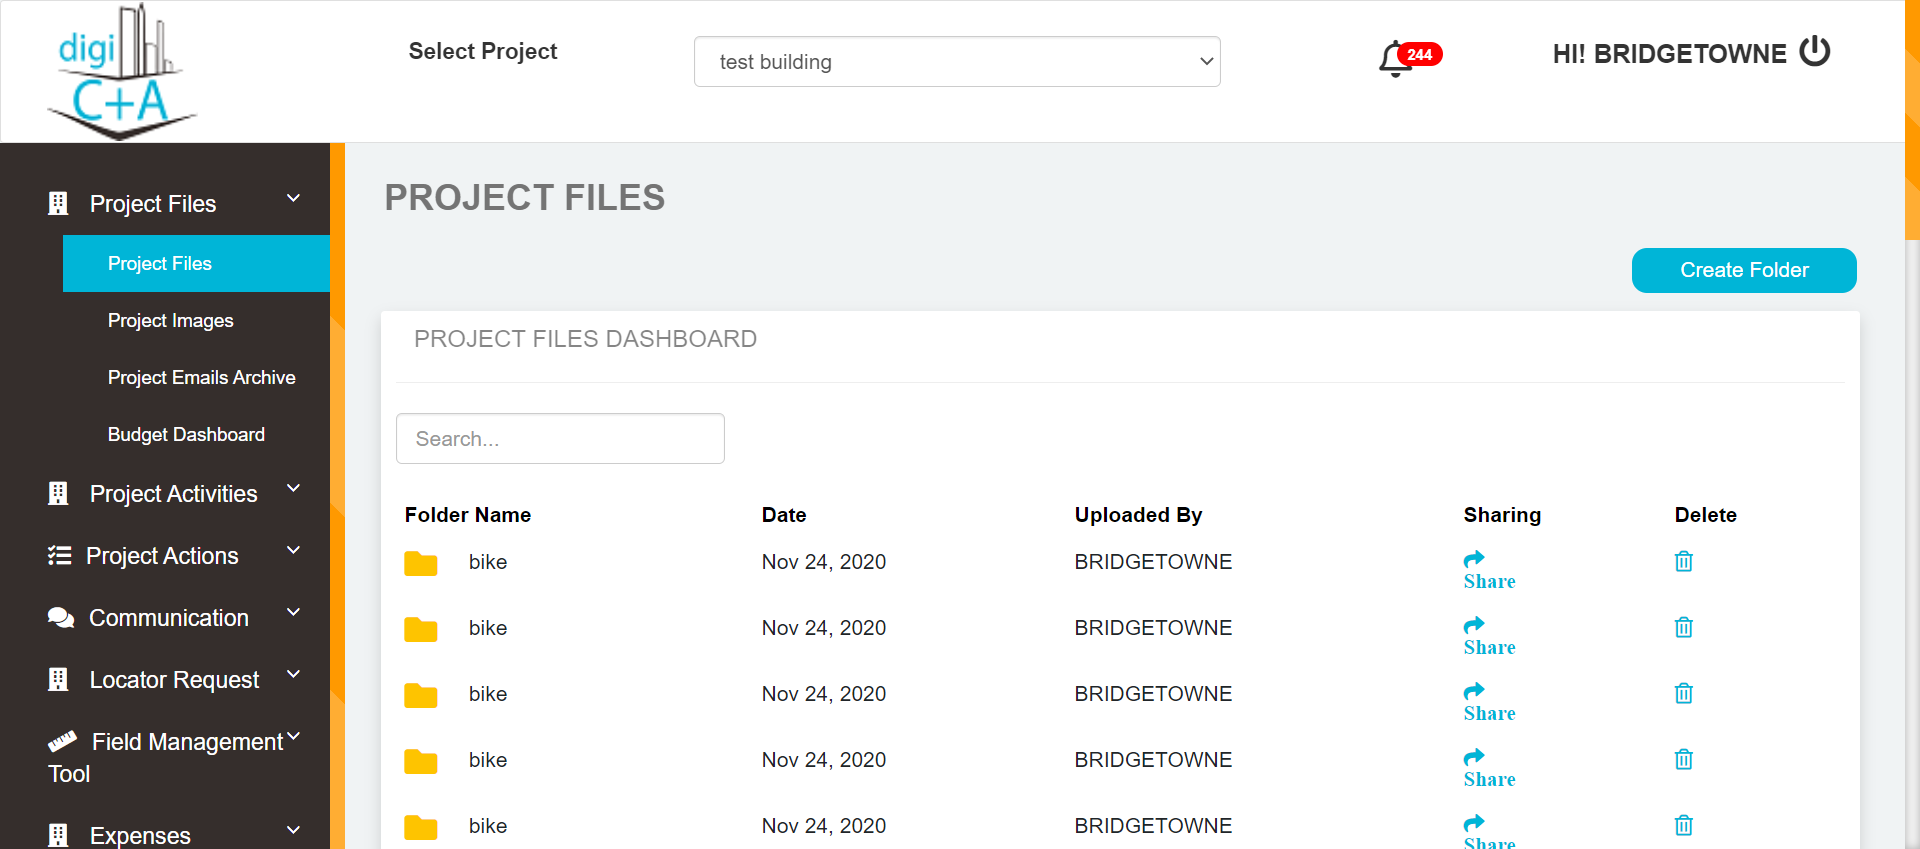 digi
C+A
Select Project
test building
244
HI! BRIDGETOWNE
Project Files
Project Files
Project Images
Project Emails Archive
Budget Dashboard
Project Activities
Project Actions
Communication
Locator Request
Field Management
Tool
Expenses
PROJECT FILES
Create Folder
PROJECT FILES DASHBOARD
Search...
Folder Name Date Uploaded By Sharing Delete
bike Nov 24, 2020 BRIDGETOWNE Share
bike Nov 24, 2020 BRIDGETOWNE Share
bike Nov 24, 2020 BRIDGETOWNE Share
bike Nov 24, 2020 BRIDGETOWNE Share
bike Nov 24, 2020 BRIDGETOWNE Share